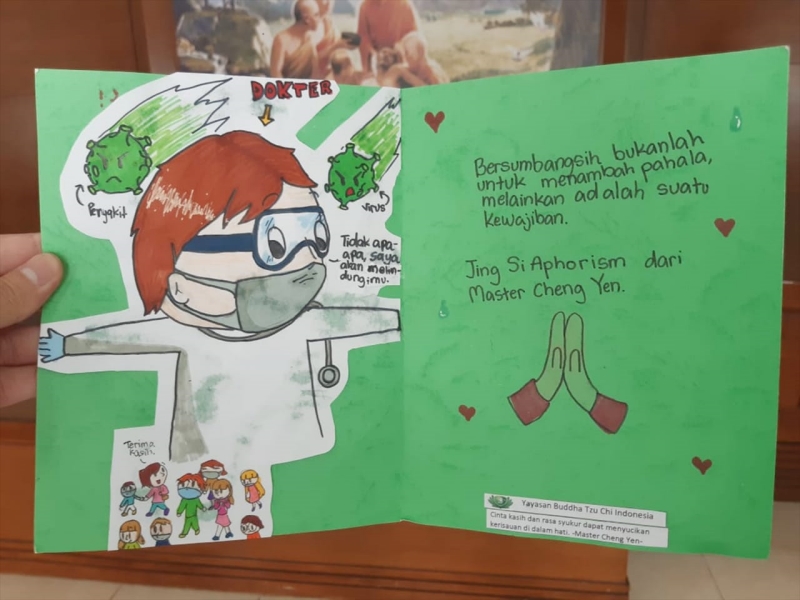 DOKTER
Penyakit
Virus
Tidak apa-
apa, saya
akan melin-
dungimu.
Terima
Kasih.
Bersumbangsih bukanlah
untuk menambah pahala,
melainkan adalah suatu
kewajiban.
Jing Si Aphorism dari
Master Cheng Yen.
Yayasan Buddha Tzu Chi Indonesia
Cinta kasih dan rasa syukur dapat menyucikan
kerisauan di dalam hati. -Master Cheng Yen-